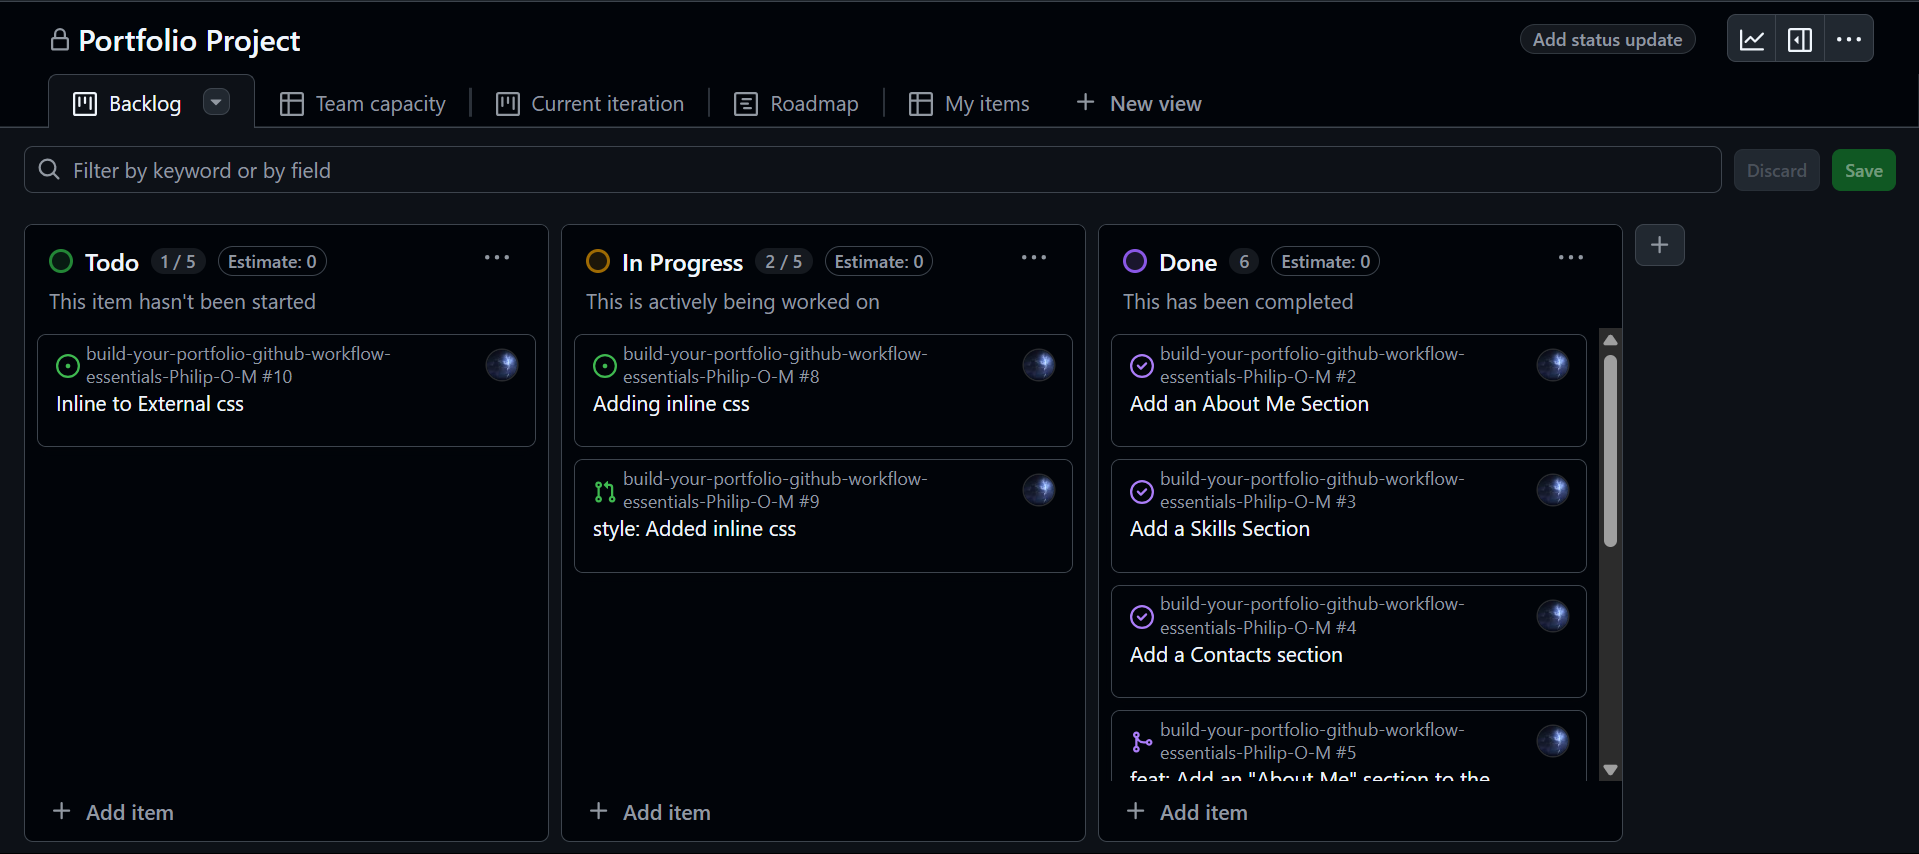 Portfolio Project
Add status update
Backlog
Team capacity
Current iteration
Roadmap
My items
New view
Filter by keyword or by field
Discard
Save
Todo 1 / 5 Estimate: 0
This item hasn't been started
build-your-portfolio-github-workflow-
essentials-Philip-O-M #10
Inline to External css
Add item
In Progress 2 / 5 Estimate: 0
This is actively being worked on
build-your-portfolio-github-workflow-
essentials-Philip-O-M #8
Adding inline css
build-your-portfolio-github-workflow-
essentials-Philip-O-M #9
style: Added inline css
Add item
Done 6 Estimate: 0
This has been completed
build-your-portfolio-github-workflow-
essentials-Philip-O-M #2
Add an About Me Section
build-your-portfolio-github-workflow-
essentials-Philip-O-M #3
Add a Skills Section
build-your-portfolio-github-workflow-
essentials-Philip-O-M #4
Add a Contacts section
build-your-portfolio-github-workflow-
essentials-Philip-O-M #5
feat: Add an "About Me" section to the
Add item